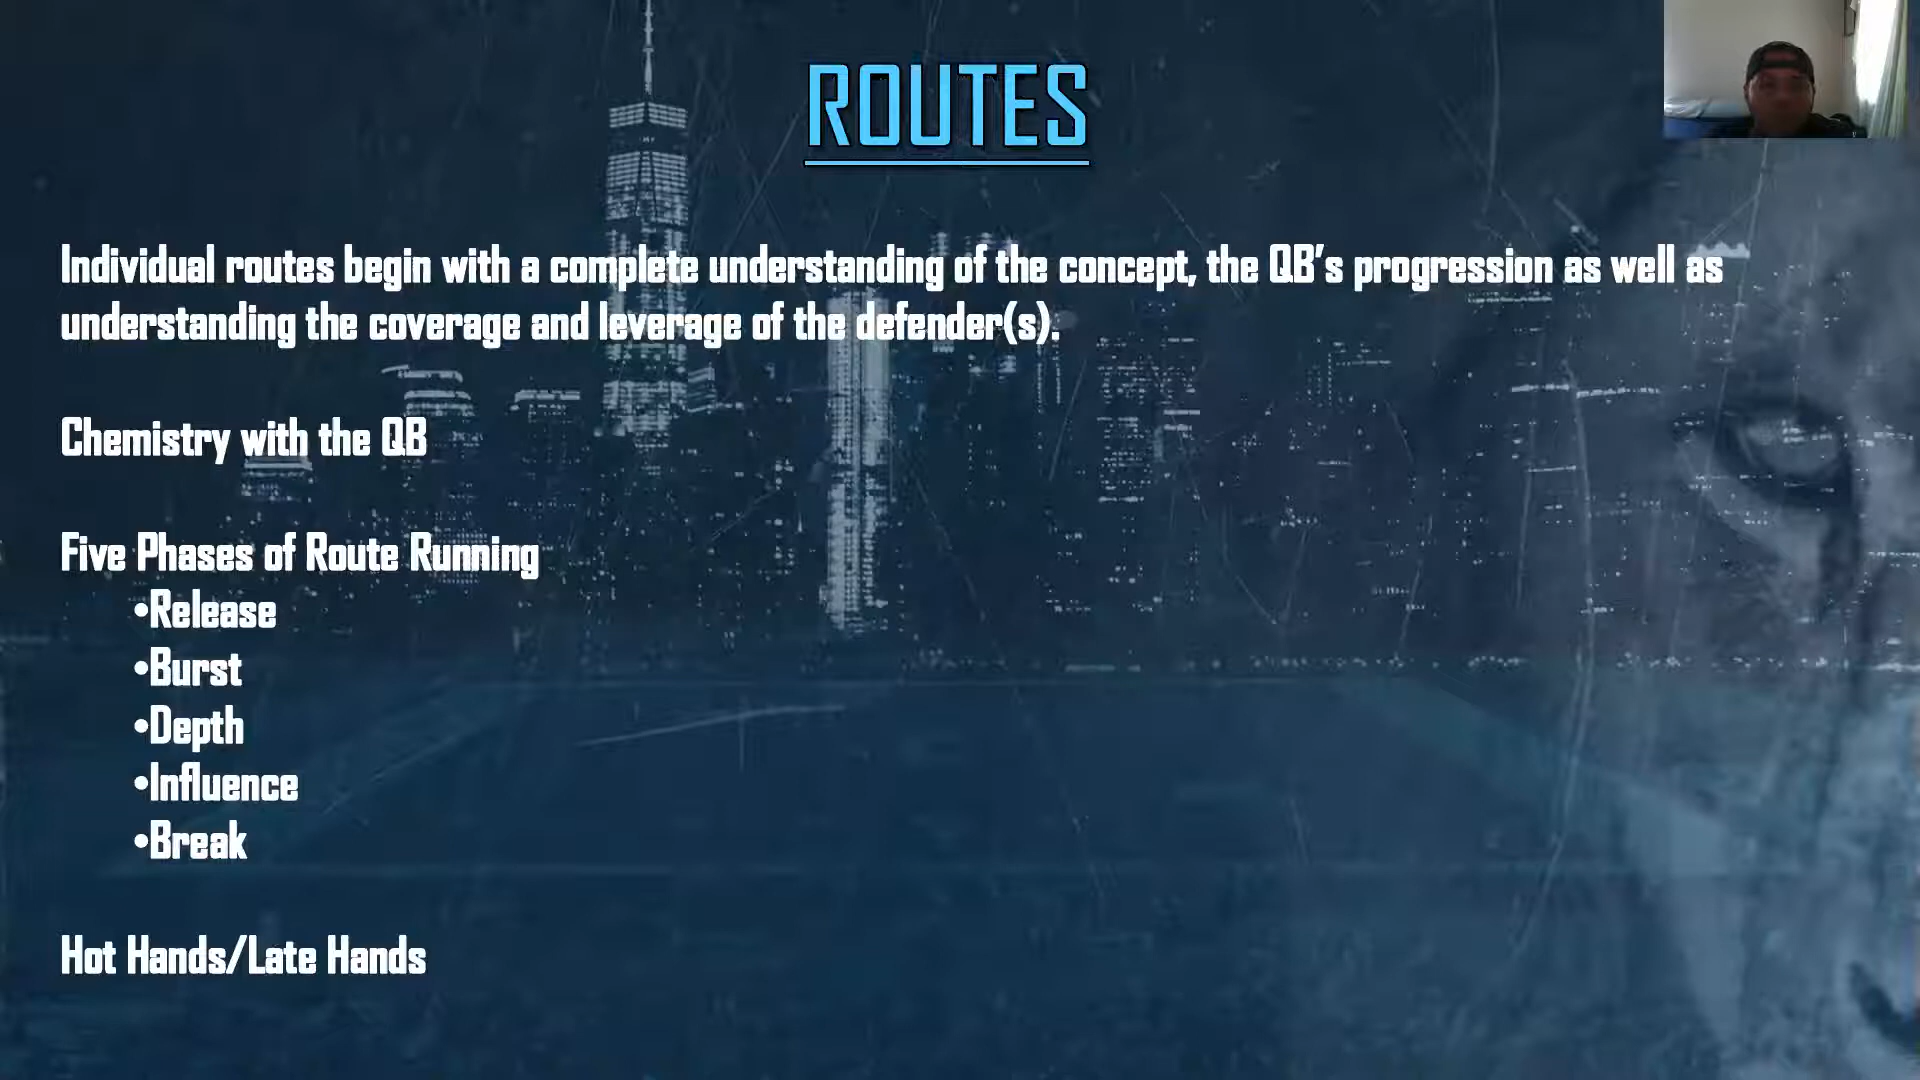 ROUTES
Individual routes begin with a complete understanding of the concept, the QB’s progression as well as
understanding the coverage and leverage of the defender(s).
Chemistry with the QB
Five Phases of Route Running
•Release
•Burst
•Depth
•Influence
•Break
Hot Hands/Late Hands